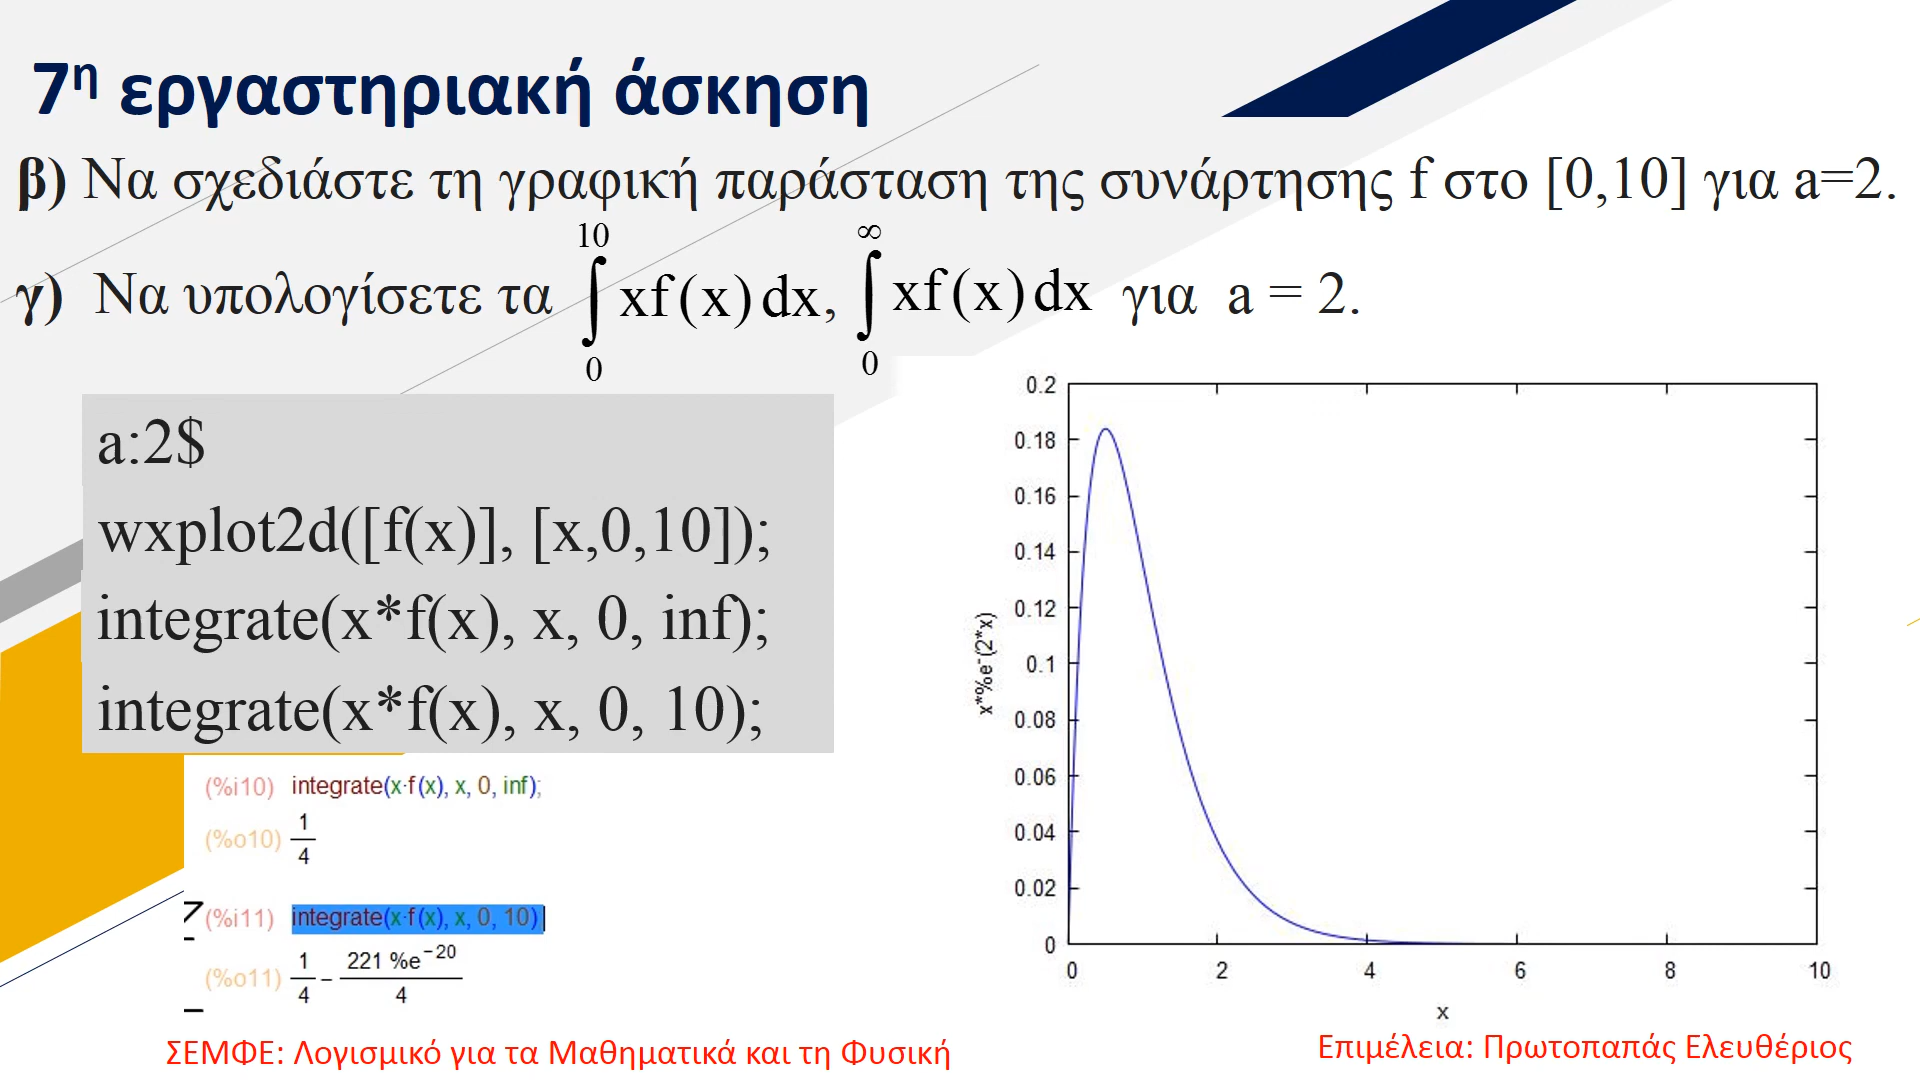 7η εργαστηριακή άσκηση
β) Να σχεδιάστε τη γραφική παράσταση της συνάρτησης f στο [0,10] για a=2.
γ) Να υπολογίσετε τα ∫₀¹⁰ xf(x)dx, ∫₀^∞ xf(x)dx για a = 2.
a:2$
wxplot2d([f(x)], [x,0,10]);
integrate(x*f(x), x, 0, inf);
integrate(x*f(x), x, 0, 10);
(%i10) integrate(x·f(x), x, 0, inf);
(%o10) 1/4
(%i11) integrate(x·f(x), x, 0, 10)
(%o11) 1/4 − 221 %e⁻²⁰/4
0.2
0.18
0.16
0.14
0.12
0.1
0.08
0.06
0.04
0.02
0
x*%e^-(2*x)
0 2 4 6 8 10
x
ΣΕΜΦΕ: Λογισμικό για τα Μαθηματικά και τη Φυσική
Επιμέλεια: Πρωτοπαπάς Ελευθέριος